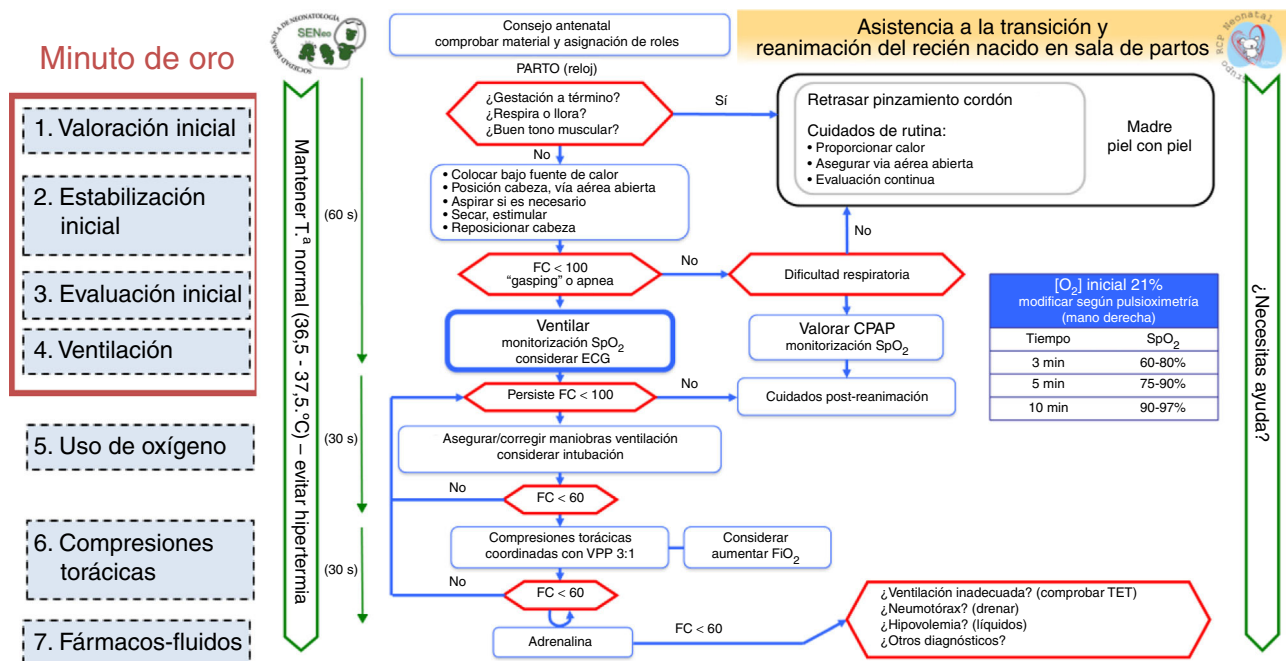 Minuto de oro
1. Valoración inicial
2. Estabilización
inicial
3. Evaluación inicial
4. Ventilación
5. Uso de oxígeno
6. Compresiones
torácicas
7. Fármacos-fluidos
SOCIEDAD ESPAÑOLA DE NEONATOLOGÍA
SENeo
Mantener T.ª normal (36,5 - 37,5.ºC) – evitar hipertermia
(60 s)
(30 s)
(30 s)
Consejo antenatal
comprobar material y asignación de roles
Asistencia a la transición y
reanimación del recién nacido en sala de partos
Grupo RCP Neonatal
PARTO (reloj)
¿Gestación a término?
¿Respira o llora?
¿Buen tono muscular?
Sí
Retrasar pinzamiento cordón
Cuidados de rutina:
• Proporcionar calor
• Asegurar via aérea abierta
• Evaluación continua
Madre
piel con piel
No
• Colocar bajo fuente de calor
• Posición cabeza, vía aérea abierta
• Aspirar si es necesario
• Secar, estimular
• Reposicionar cabeza
No
FC < 100
“gasping” o apnea
No
Dificultad respiratoria
Ventilar
monitorización SpO2
considerar ECG
Valorar CPAP
monitorización SpO2
[O2] inicial 21%
modificar según pulsioximetría
(mano derecha)
Tiempo SpO2
3 min 60-80%
5 min 75-90%
10 min 90-97%
Persiste FC < 100
No
Cuidados post-reanimación
Asegurar/corregir maniobras ventilación
considerar intubación
No
FC < 60
Compresiones torácicas
coordinadas con VPP 3:1
Considerar
aumentar FiO2
No
FC < 60
Adrenalina
FC < 60
¿Ventilación inadecuada? (comprobar TET)
¿Neumotórax? (drenar)
¿Hipovolemia? (líquidos)
¿Otros diagnósticos?
¿Necesitas ayuda?